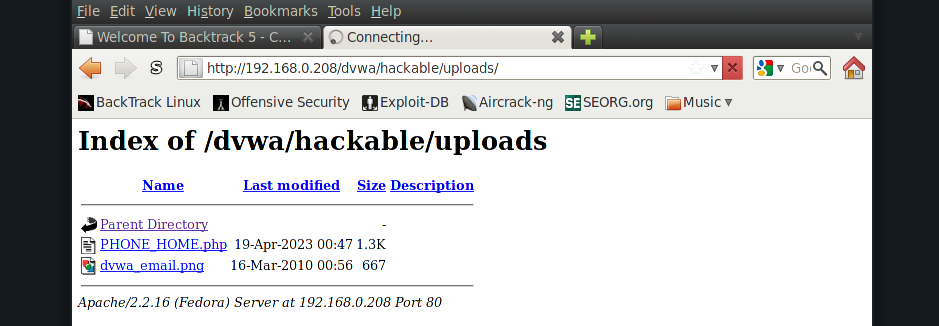 File Edit View History Bookmarks Tools Help
Welcome To Backtrack 5 - C... Connecting...
http://192.168.0.208/dvwa/hackable/uploads/ Go
BackTrack Linux Offensive Security Exploit-DB Aircrack-ng SEORG.org Music
Index of /dvwa/hackable/uploads
Name Last modified Size Description
Parent Directory -
PHONE_HOME.php 19-Apr-2023 00:47 1.3K
dvwa_email.png 16-Mar-2010 00:56 667
Apache/2.2.16 (Fedora) Server at 192.168.0.208 Port 80